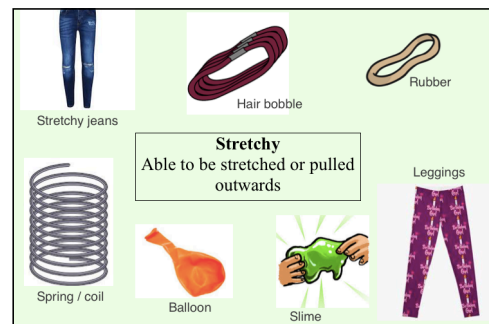 Hair bobble
Rubber
Stretchy jeans
Stretchy
Able to be stretched or pulled
outwards
Leggings
Spring / coil
Balloon
Slime